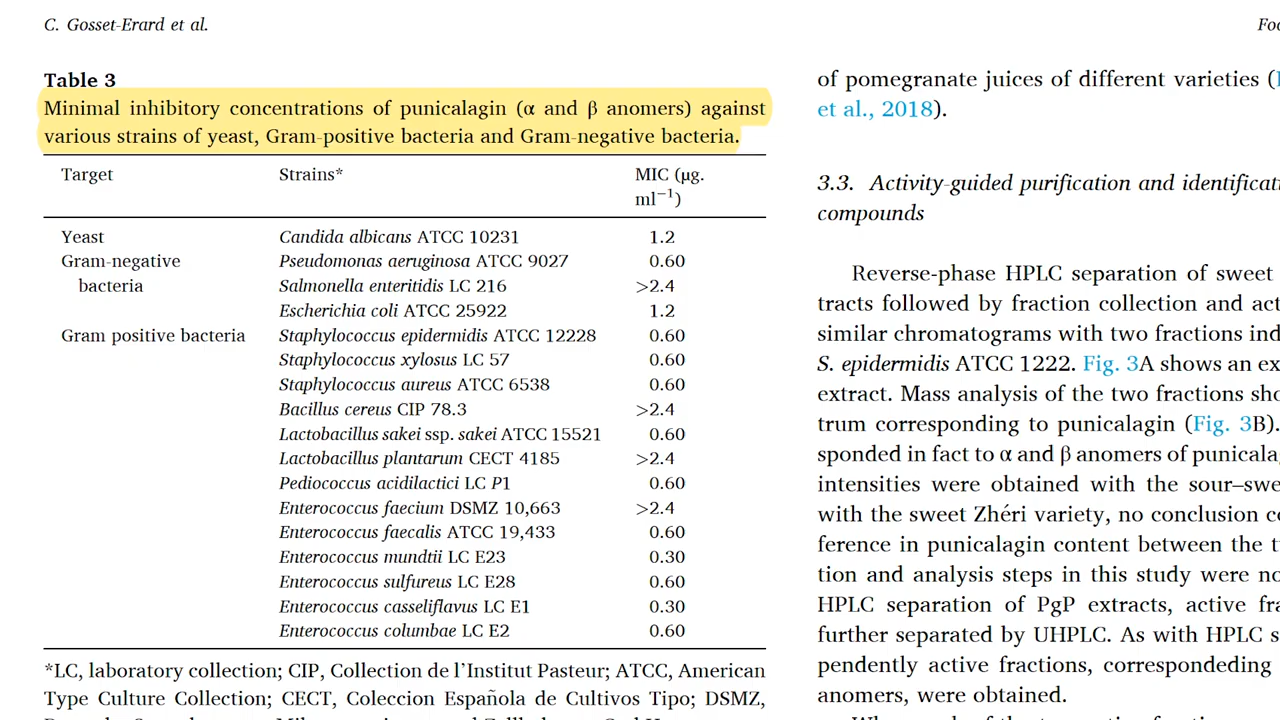 C. Gosset-Erard et al.
Table 3
Minimal inhibitory concentrations of punicalagin (α and β anomers) against
various strains of yeast, Gram-positive bacteria and Gram-negative bacteria.
Target Strains* MIC (μg.
ml−1)
Yeast Candida albicans ATCC 10231 1.2
Gram-negative Pseudomonas aeruginosa ATCC 9027 0.60
bacteria Salmonella enteritidis LC 216 >2.4
Escherichia coli ATCC 25922 1.2
Gram positive bacteria Staphylococcus epidermidis ATCC 12228 0.60
Staphylococcus xylosus LC 57 0.60
Staphylococcus aureus ATCC 6538 0.60
Bacillus cereus CIP 78.3 >2.4
Lactobacillus sakei ssp. sakei ATCC 15521 0.60
Lactobacillus plantarum CECT 4185 >2.4
Pediococcus acidilactici LC P1 0.60
Enterococcus faecium DSMZ 10,663 >2.4
Enterococcus faecalis ATCC 19,433 0.60
Enterococcus mundtii LC E23 0.30
Enterococcus sulfureus LC E28 0.60
Enterococcus casseliflavus LC E1 0.30
Enterococcus columbae LC E2 0.60
*LC, laboratory collection; CIP, Collection de l'Institut Pasteur; ATCC, American
Type Culture Collection; CECT, Coleccion Española de Cultivos Tipo; DSMZ,
of pomegranate juices of different varieties (
et al., 2018).
3.3. Activity-guided purification and
compounds
Reverse-phase HPLC separation of sweet
tracts followed by fraction collection and
similar chromatograms with two fractions
S. epidermidis ATCC 1222. Fig. 3A shows an
extract. Mass analysis of the two fractions
trum corresponding to punicalagin (Fig. 3B).
sponded in fact to α and β anomers of
intensities were obtained with the
with the sweet Zhéri variety, no conclusion
ference in punicalagin content between the
tion and analysis steps in this study were
HPLC separation of PgP extracts, active
further separated by UHPLC. As with HPLC
pendently active fractions, correspondeding
anomers, were obtained.